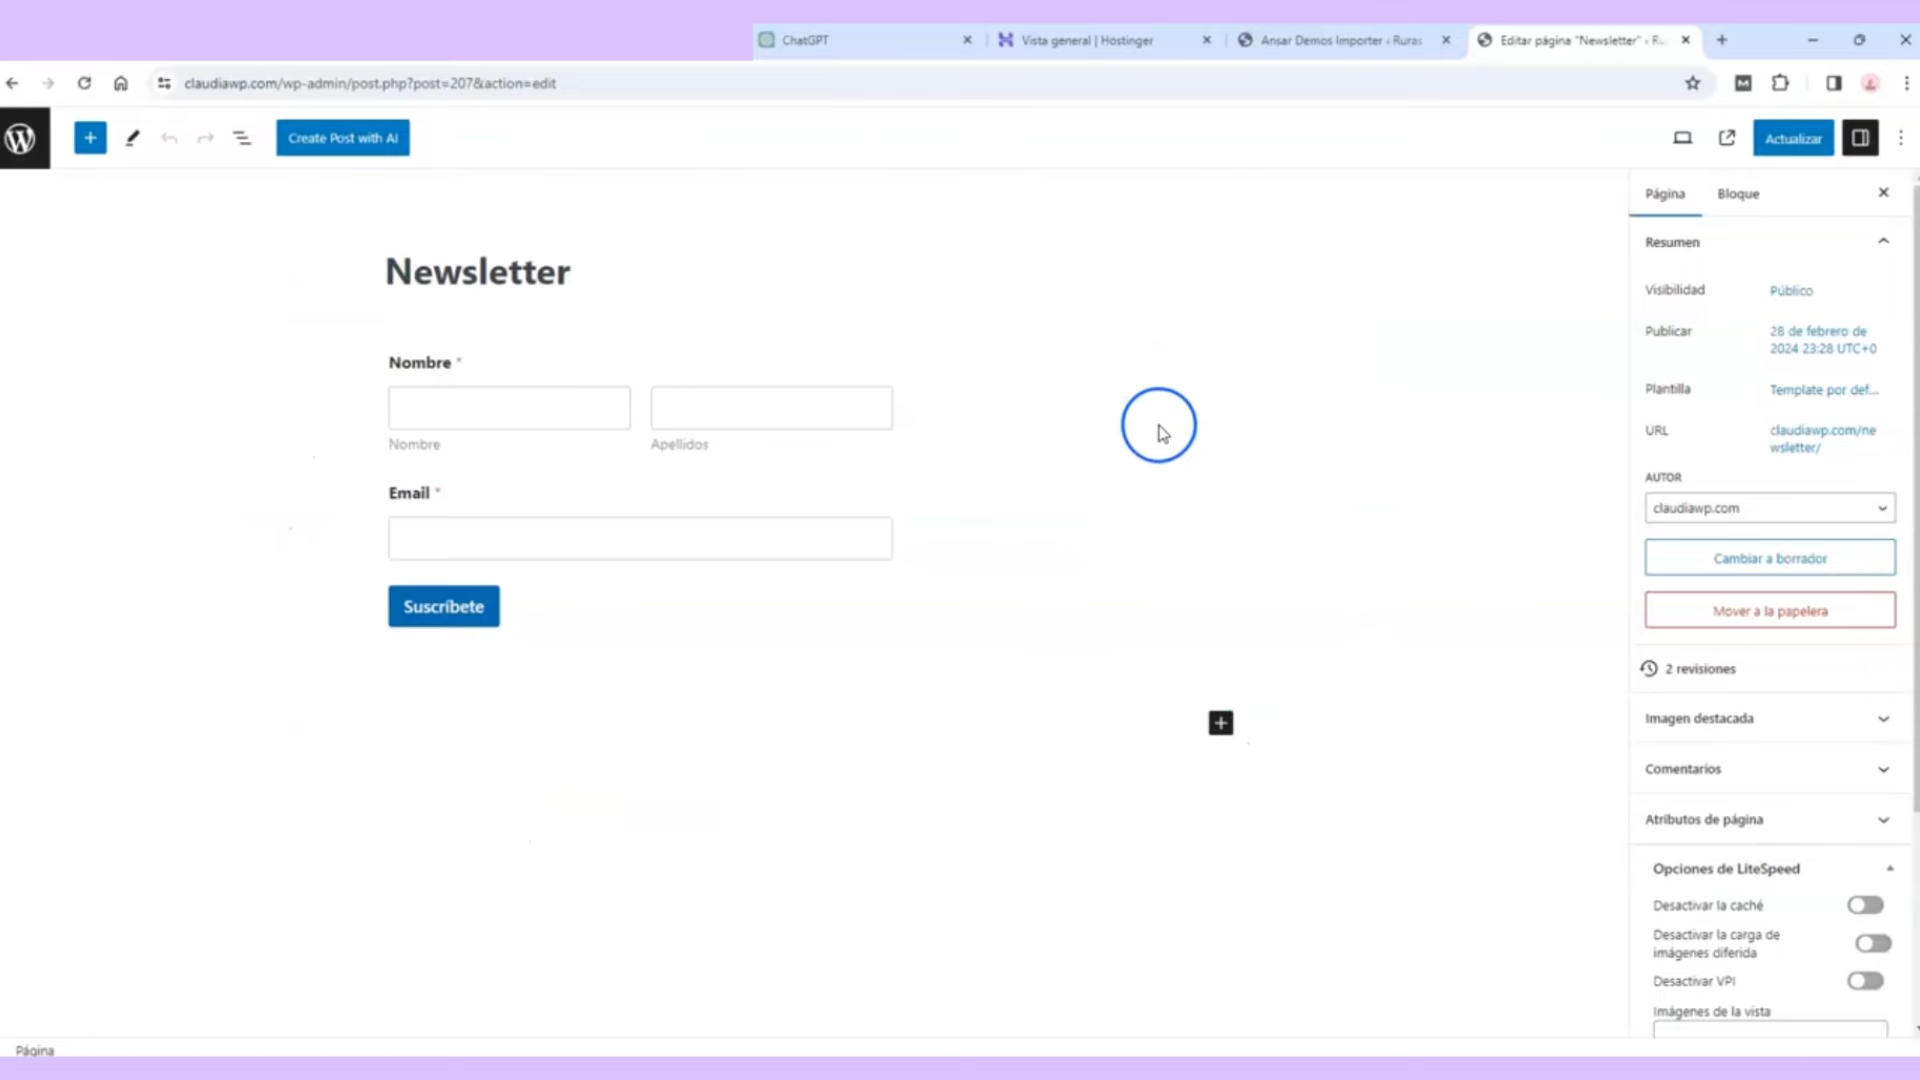 ChatGPT
Vista general | Hostinger
Ansar Demos Importer ‹ Ruras
Editar página "Newsletter" ‹ Ru
claudiawp.com/wp-admin/post.php?post=207&action=edit
Create Post with AI
Actualizar
Página
Bloque
Resumen
Visibilidad
Público
Publicar
28 de febrero de
2024 23:28 UTC+0
Plantilla
Template por def...
URL
claudiawp.com/ne
wsletter/
AUTOR
claudiawp.com
Cambiar a borrador
Mover a la papelera
2 revisiones
Imagen destacada
Comentarios
Atributos de página
Opciones de LiteSpeed
Desactivar la caché
Desactivar la carga de
imágenes diferida
Desactivar VPI
Imágenes de la vista
Newsletter
Nombre *
Nombre
Apellidos
Email *
Suscríbete
Página